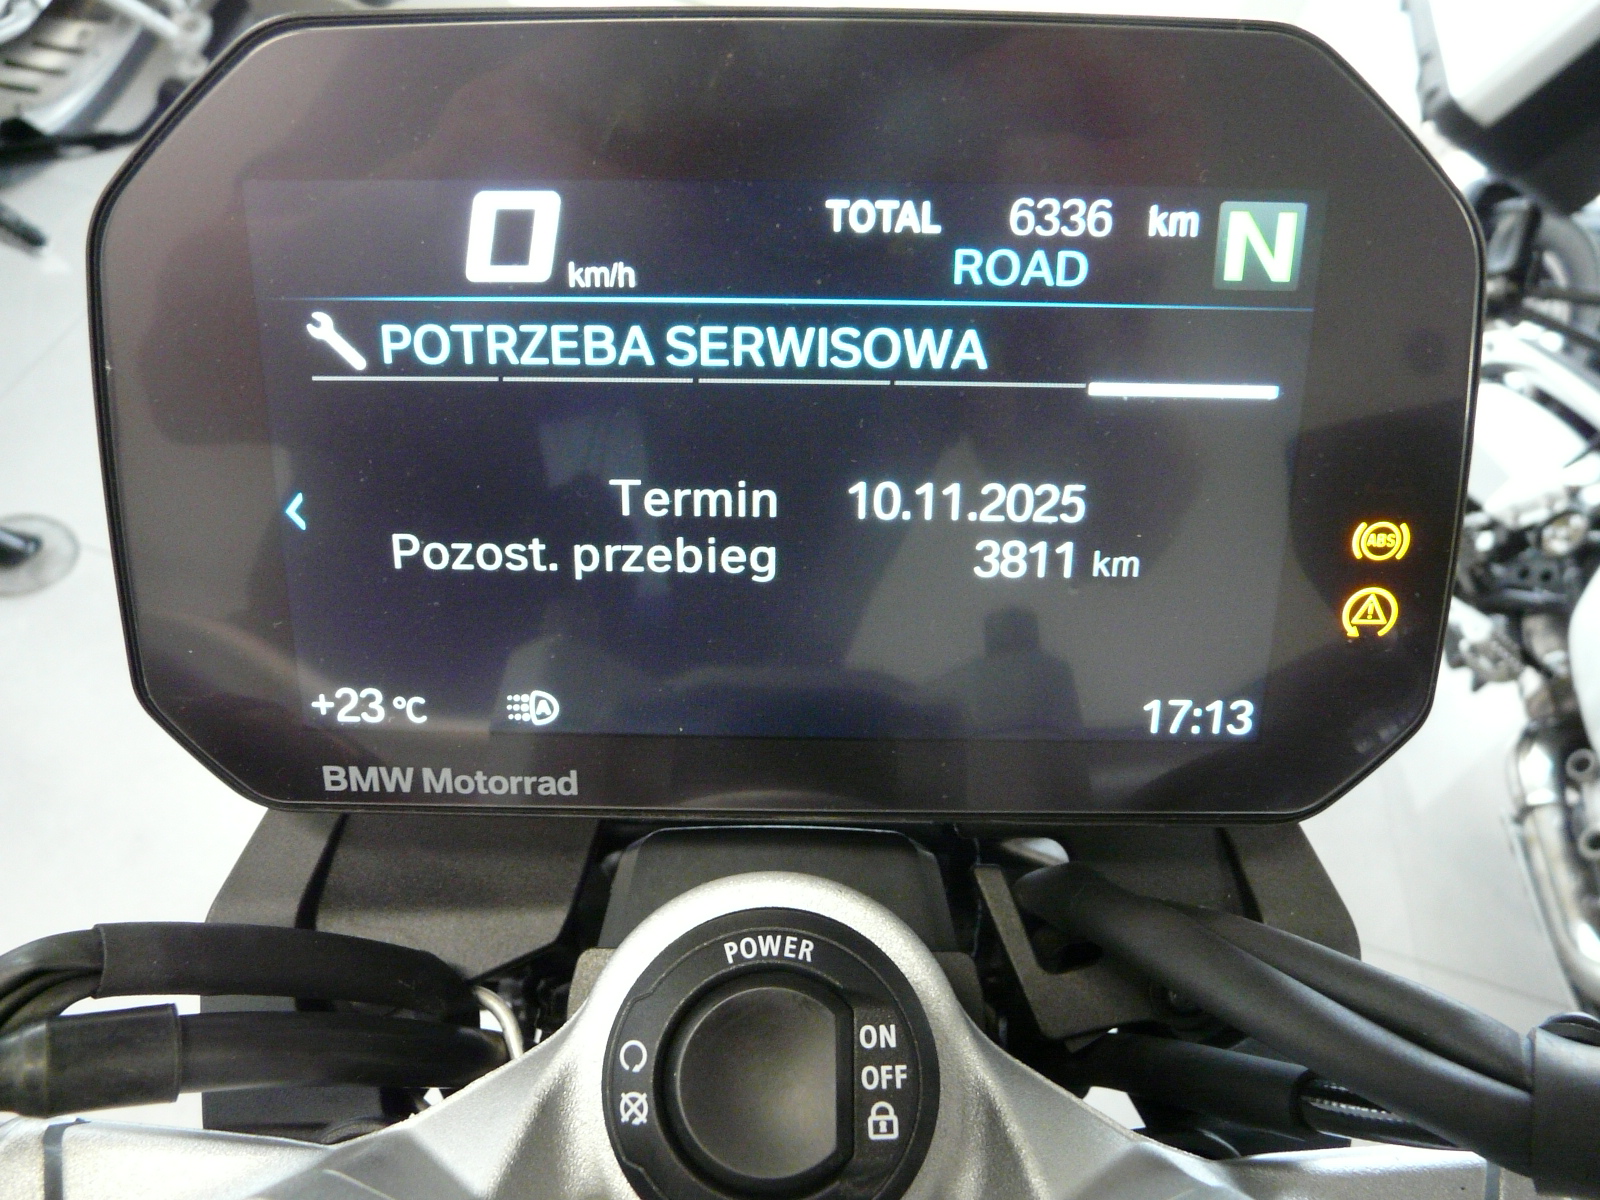 0 km/h
TOTAL 6336 km N
ROAD
POTRZEBA SERWISOWA
Termin 10.11.2025
Pozost. przebieg 3811 km
ABS
+23 °C A 17:13
BMW Motorrad
POWER
ON
OFF